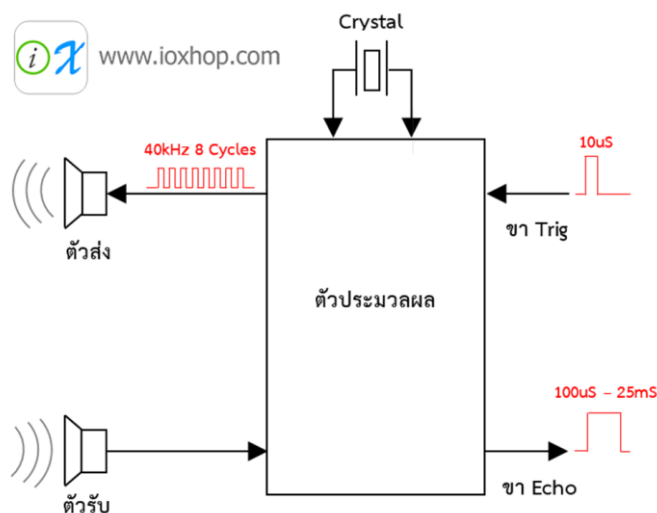 Crystal
iX www.ioxhop.com
40kHz 8 Cycles
10uS
ตัวส่ง
ขา Trig
ตัวประมวลผล
100uS - 25mS
ตัวรับ
ขา Echo